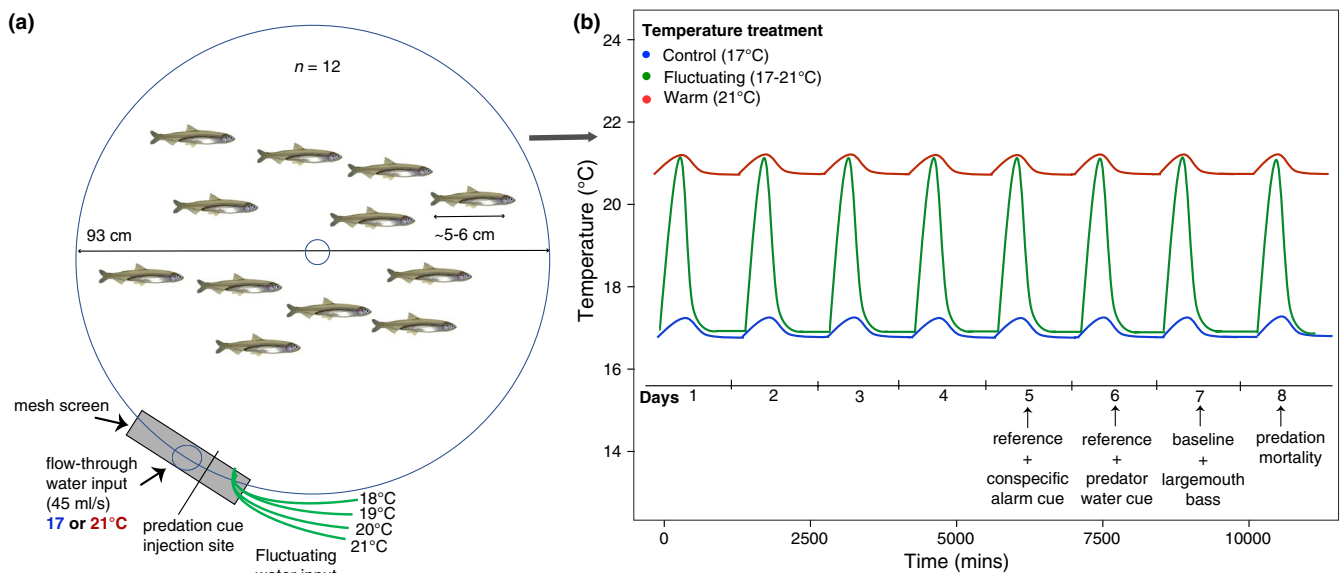 (a)
n = 12
93 cm
~5-6 cm
mesh screen
flow-through
water input
(45 ml/s)
17 or 21°C
predation cue
injection site
18°C
19°C
20°C
21°C
Fluctuating
water input
(b)
Temperature treatment
Control (17°C)
Fluctuating (17-21°C)
Warm (21°C)
Temperature (°C)
24
22
20
18
16
14
Days 1 2 3 4 5 6 7 8
reference
+
conspecific
alarm cue
reference
+
predator
water cue
baseline
+
largemouth
bass
predation
mortality
0 2500 5000 7500 10000
Time (mins)